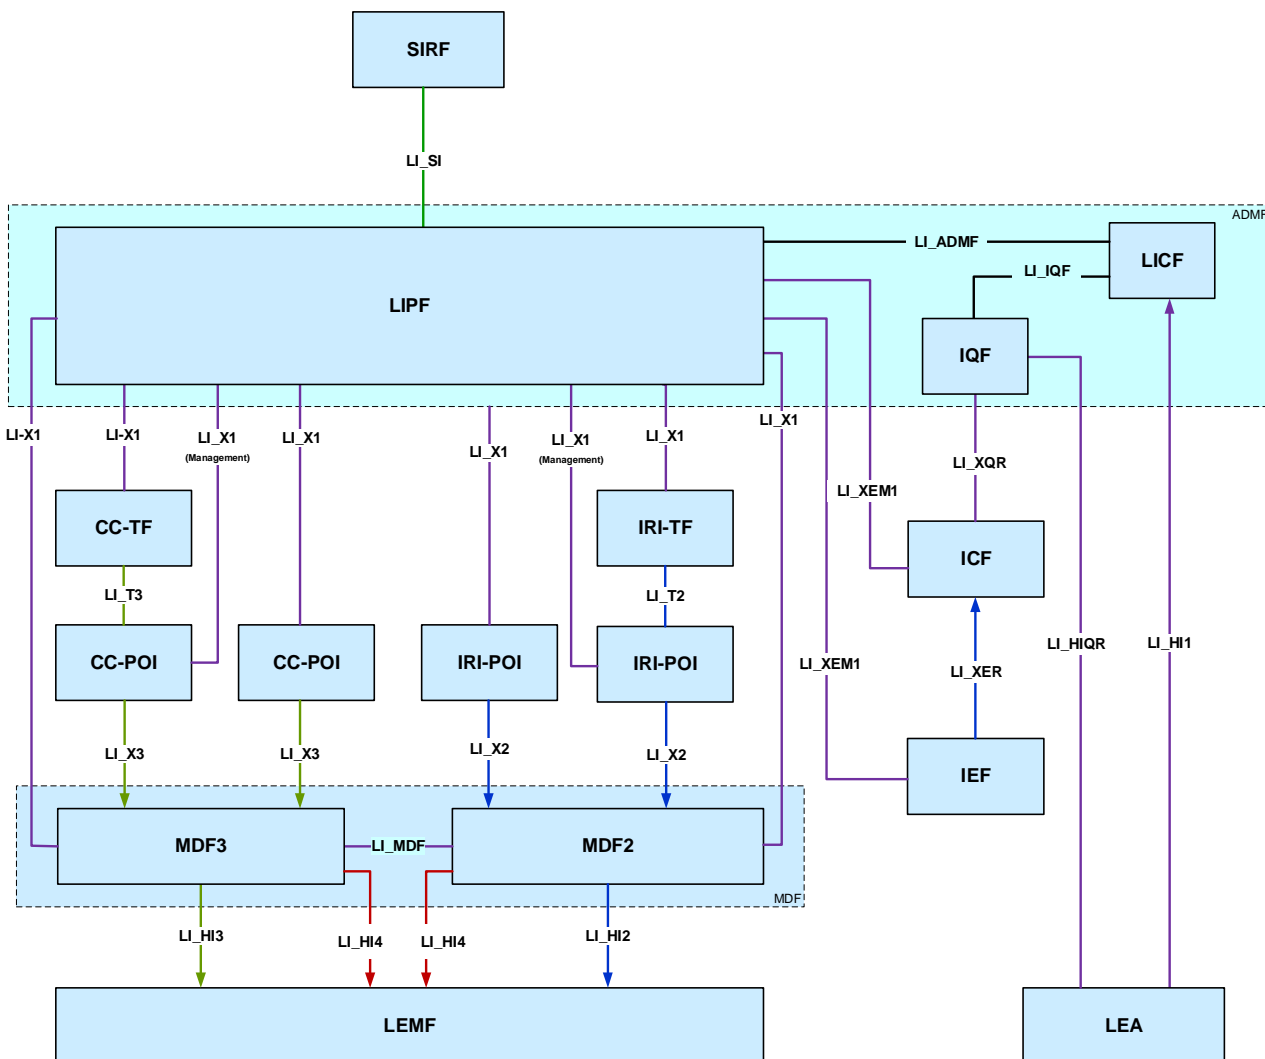 SIRF
LI_SI
ADMF
LI_ADMF
LICF
LI_IQF
LIPF
IQF
LI-X1
LI-X1
LI_X1
(Management)
LI_X1
LI_X1
LI_X1
(Management)
LI_X1
LI_X1
LI_XQR
LI_XEM1
CC-TF
IRI-TF
ICF
LI_T3
LI_T2
LI_HIQR
LI_HI1
CC-POI
CC-POI
IRI-POI
IRI-POI
LI_XEM1
LI_XER
LI_X3
LI_X3
LI_X2
LI_X2
IEF
MDF3
LI_MDF
MDF2
MDF
LI_HI3
LI_HI4
LI_HI4
LI_HI2
LEMF
LEA